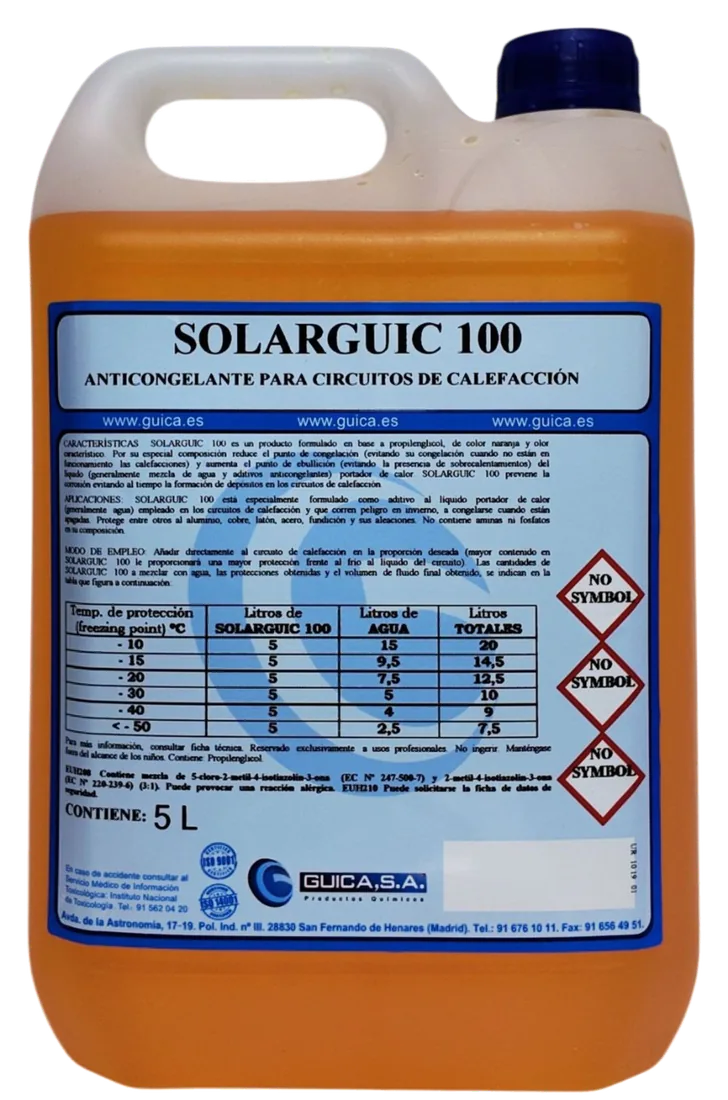 SOLARGUIC 100
ANTICONGELANTE PARA CIRCUITOS DE CALEFACCIÓN
www.guica.es www.guica.es www.guica.es
CARACTERÍSTICAS SOLARGUIC 100 es un producto formulado en base a propilenglicol, de color naranja y olor
característico. Por su especial composición reduce el punto de congelación (evitando su congelación cuando no están en
funcionamiento las calefacciones) y aumenta el punto de ebullición (evitando la presencia de sobrecalentamientos) del
líquido (generalmente mezcla de agua y aditivos anticongelantes) portador de calor SOLARGUIC 100 previene la
corrosión evitando al tiempo la formación de depósitos en los circuitos de calefacción
APLICACIONES: SOLARGUIC 100 está especialmente formulado como aditivo al líquido portador de calor
(generalmente agua) empleado en los circuitos de calefacción y que corren peligro en invierno, a congelarse cuando están
apagadas. Protege entre otros al aluminio, cobre, latón, acero, fundición y sus aleaciones. No contiene aminas ni fosfatos
en su composición
MODO DE EMPLEO: Añadir directamente al circuito de calefacción en la proporción deseada (mayor contenido en
SOLARGUIC 100 le proporcionará una mayor protección frente al frío al líquido del circuito). Las cantidades de
SOLARGUIC 100 a mezclar con agua, las protecciones obtenidas y el volumen de fluido final obtenido, se indican en la
tabla que figura a continuación:
Temp. de protección Litros de Litros de Litros
(freezing point) ºC SOLARGUIC 100 AGUA TOTALES
- 10 5 15 20
- 15 5 9,5 14,5
- 20 5 7,5 12,5
- 30 5 5 10
- 40 5 4 9
< - 50 5 2,5 7,5
Para más información, consultar ficha técnica. Reservado exclusivamente a usos profesionales. No ingerir. Manténgase
fuera del alcance de los niños. Contiene: Propilenglicol.
EUH208 Contiene mezcla de 5-cloro-2-metil-4-isotiazolin-3-ona (EC Nº 247-500-7) y 2-metil-4-isotiazolin-3-ona
(EC Nº 220-239-6) (3:1). Puede provocar una reacción alérgica. EUH210 Puede solicitarse la ficha de datos de
seguridad.
NO
SYMBOL
NO
SYMBOL
NO
SYMBOL
CONTIENE: 5 L
En caso de accidente consultar al
Servicio Médico de Información
Toxicológica: Instituto Nacional
de Toxicología Tel.: 91 562 04 20
ISO 9001
ISO 14001
GUICA,S.A.
Productos Químicos
U.R. 10.19.01
Avda. de la Astronomía, 17-19. Pol. Ind. nº III. 28830 San Fernando de Henares (Madrid). Tel.: 91 676 10 11. Fax: 91 656 49 51.